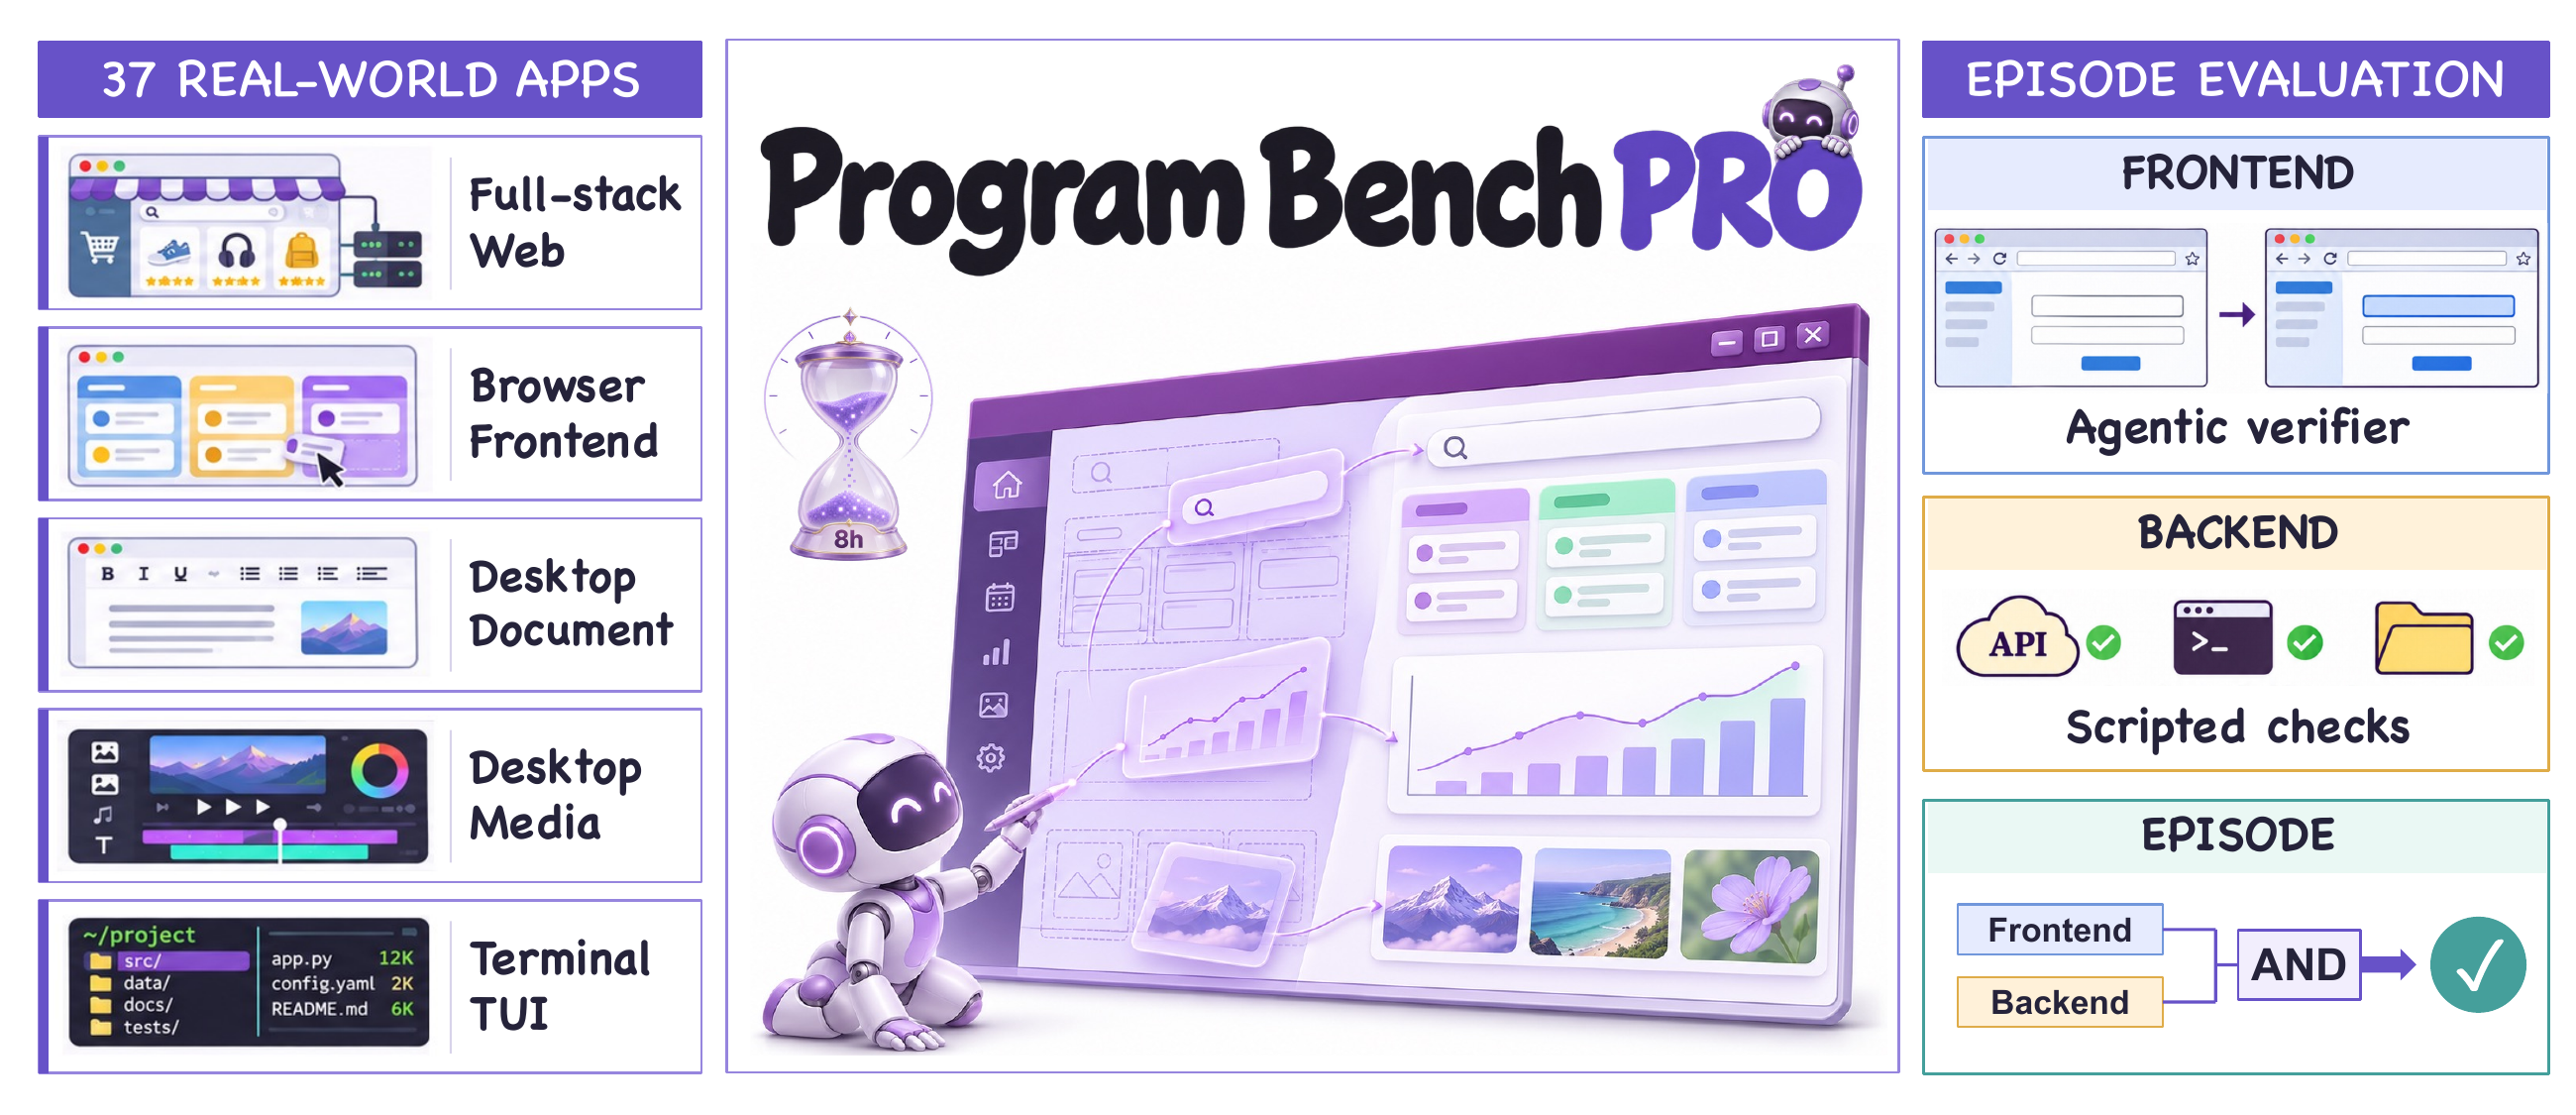 37 REAL-WORLD APPS
Full-stack
Web
Browser
Frontend
B I U
Desktop
Document
T
Desktop
Media
~/project
src/
data/
docs/
tests/
app.py 12K
config.yaml 2K
README.md 6K
Terminal
TUI
Program Bench PRO
8h
EPISODE EVALUATION
FRONTEND
Agentic verifier
BACKEND
API
>_
Scripted checks
EPISODE
Frontend
Backend
AND